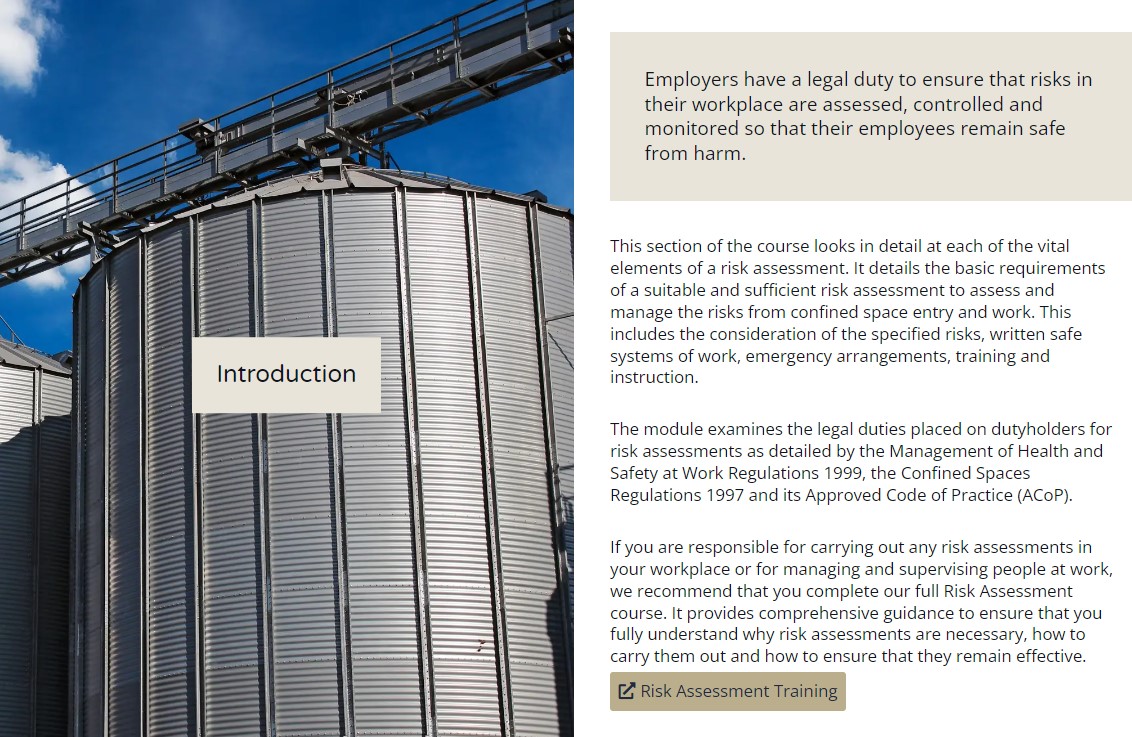 Introduction
Employers have a legal duty to ensure that risks in
their workplace are assessed, controlled and
monitored so that their employees remain safe
from harm.
This section of the course looks in detail at each of the vital
elements of a risk assessment. It details the basic requirements
of a suitable and sufficient risk assessment to assess and
manage the risks from confined space entry and work. This
includes the consideration of the specified risks, written safe
systems of work, emergency arrangements, training and
instruction.
The module examines the legal duties placed on dutyholders for
risk assessments as detailed by the Management of Health and
Safety at Work Regulations 1999, the Confined Spaces
Regulations 1997 and its Approved Code of Practice (ACoP).
If you are responsible for carrying out any risk assessments in
your workplace or for managing and supervising people at work,
we recommend that you complete our full Risk Assessment
course. It provides comprehensive guidance to ensure that you
fully understand why risk assessments are necessary, how to
carry them out and how to ensure that they remain effective.
Risk Assessment Training